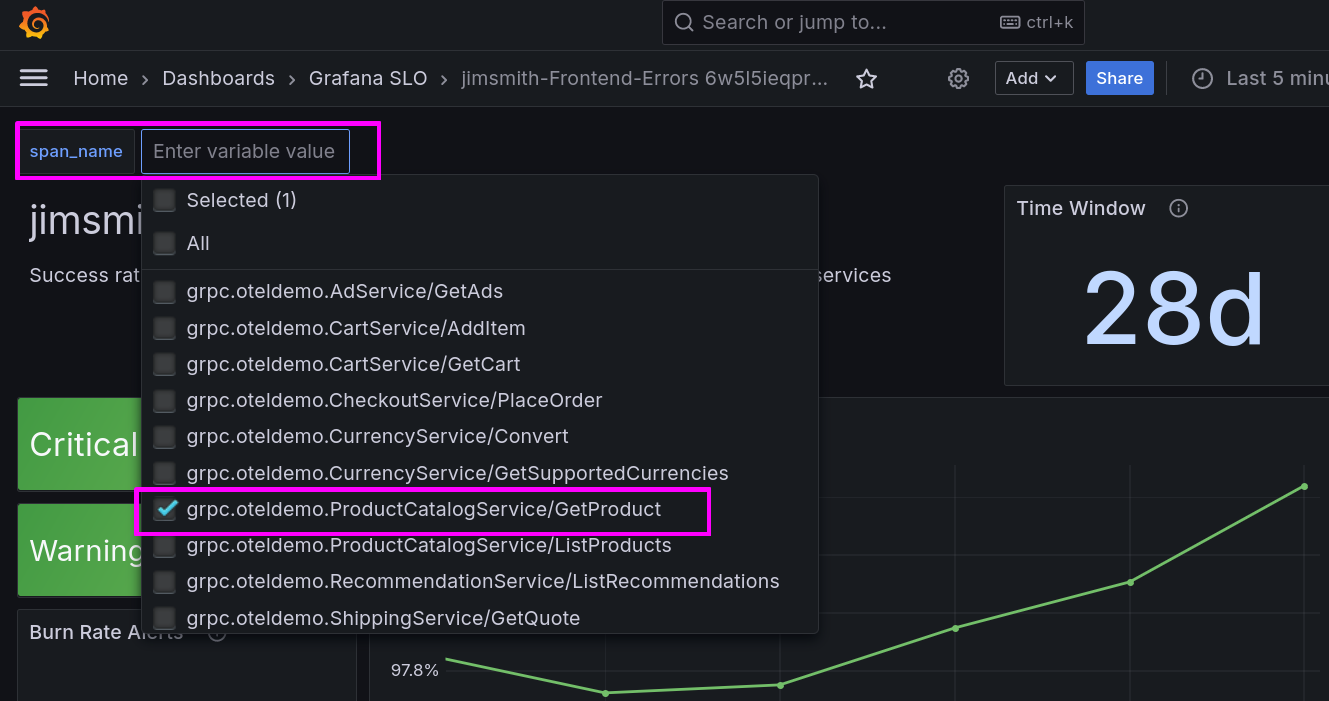 Search or jump to...
ctrl+k
Home › Dashboards › Grafana SLO › jimsmith-Frontend-Errors 6w5l5ieqpr...
Add
Share
Last 5 minu
span_name
Enter variable value
Selected (1)
All
grpc.oteldemo.AdService/GetAds
grpc.oteldemo.CartService/AddItem
grpc.oteldemo.CartService/GetCart
grpc.oteldemo.CheckoutService/PlaceOrder
grpc.oteldemo.CurrencyService/Convert
grpc.oteldemo.CurrencyService/GetSupportedCurrencies
grpc.oteldemo.ProductCatalogService/GetProduct
grpc.oteldemo.ProductCatalogService/ListProducts
grpc.oteldemo.RecommendationService/ListRecommendations
grpc.oteldemo.ShippingService/GetQuote
jimsmi
Success rat
services
Time Window
28d
Critical
Warning
Burn Rate Alerts
97.8%